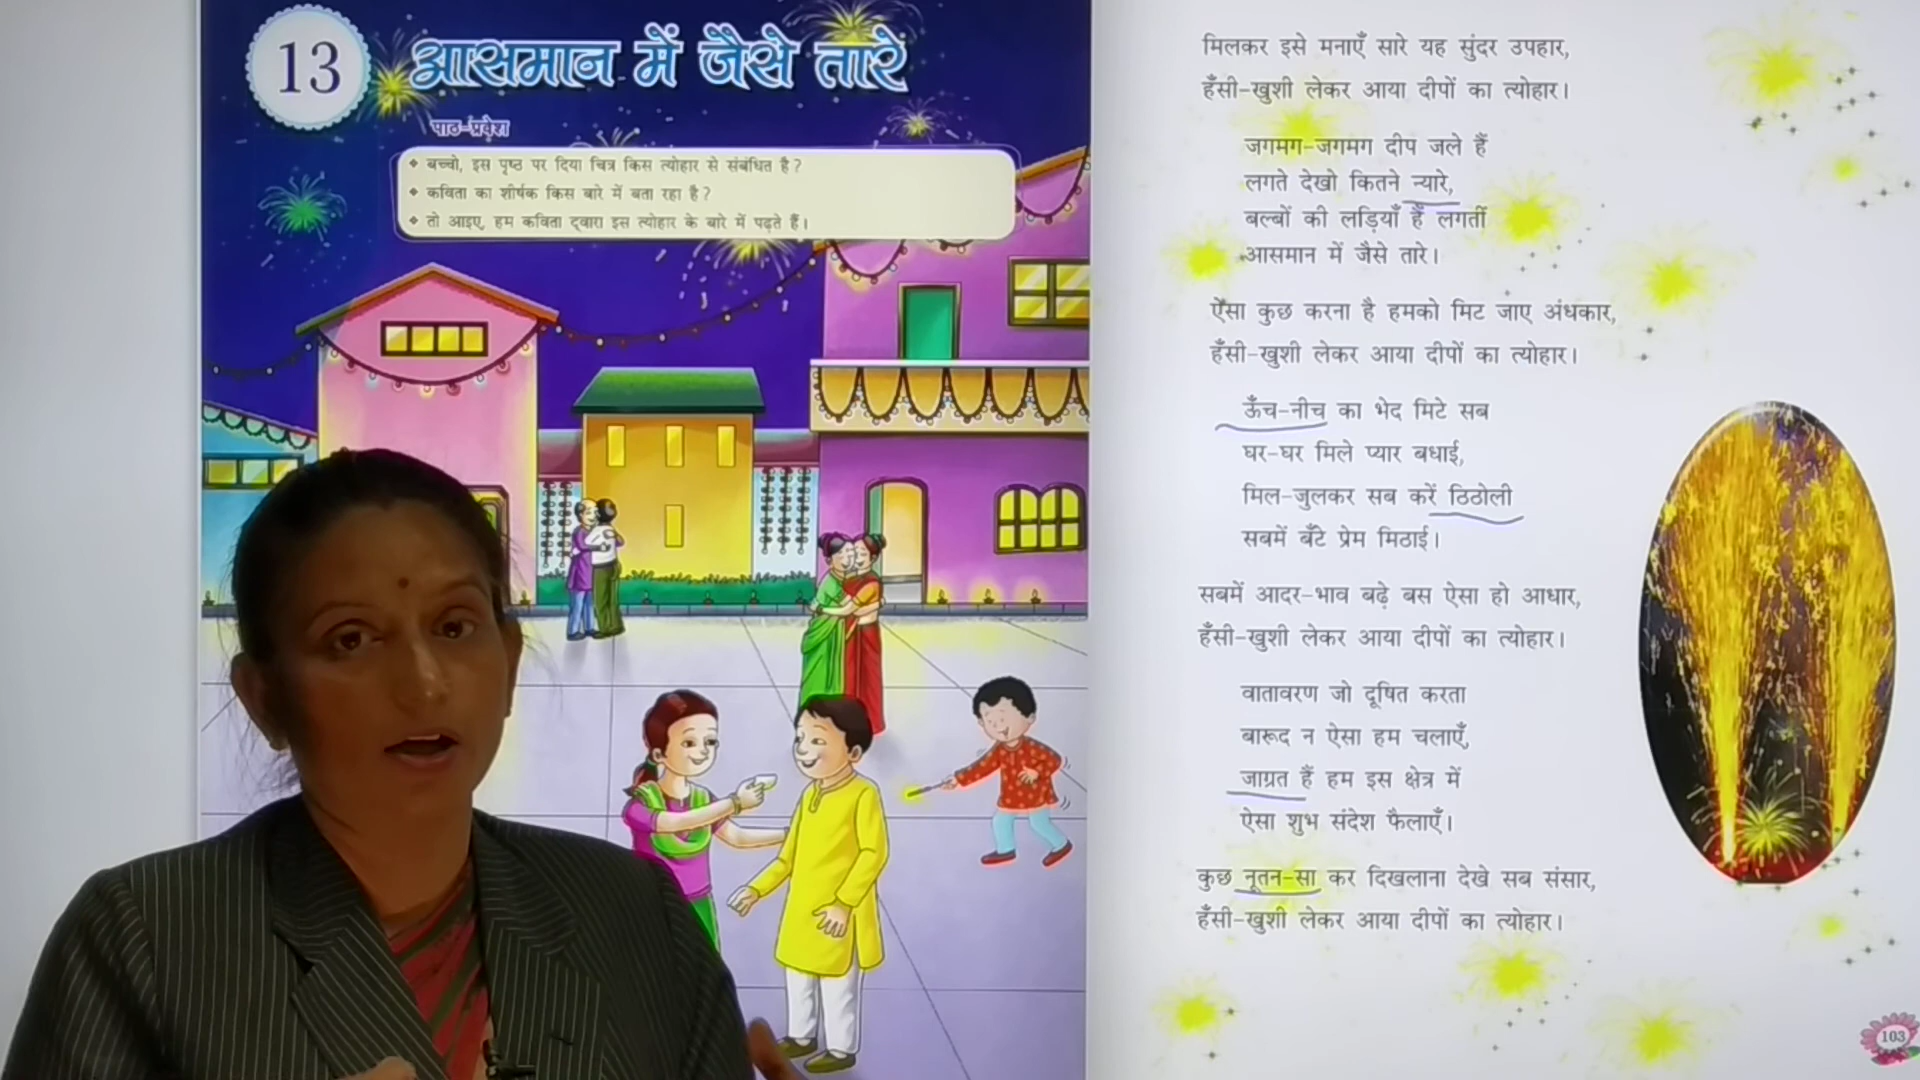 13
आसमान में जैसे तारे
पाठ-प्रवेश
❖ बच्चो, इस पृष्ठ पर दिया चित्र किस त्योहार से संबंधित है?
❖ कविता का शीर्षक किस बारे में बता रहा है?
❖ तो आइए, हम कविता द्वारा इस त्योहार के बारे में पढ़ते हैं।
मिलकर इसे मनाएँ सारे यह सुंदर उपहार,
हँसी-खुशी लेकर आया दीपों का त्योहार।
जगमग-जगमग दीप जले हैं
लगते देखो कितने न्यारे,
बल्बों की लड़ियाँ हैं लगतीं
आसमान में जैसे तारे।
ऐसा कुछ करना है हमको मिट जाए अंधकार,
हँसी-खुशी लेकर आया दीपों का त्योहार।
ऊँच-नीच का भेद मिटे सब
घर-घर मिले प्यार बधाई,
मिल-जुलकर सब करें ठिठोली
सबमें बँटे प्रेम मिठाई।
सबमें आदर-भाव बढ़े बस ऐसा हो आधार,
हँसी-खुशी लेकर आया दीपों का त्योहार।
वातावरण जो दूषित करता
बारूद न ऐसा हम चलाएँ,
जाग्रत हैं हम इस क्षेत्र में
ऐसा शुभ संदेश फैलाएँ।
कुछ नूतन-सा कर दिखलाना देखे सब संसार,
हँसी-खुशी लेकर आया दीपों का त्योहार।
103